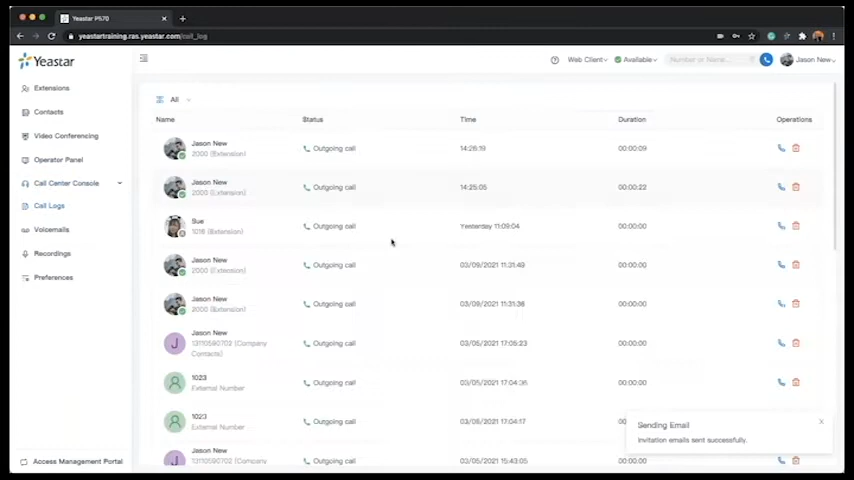 Yeastar P570
yeastartraining.ras.yeastar.com/call_log
Yeastar
Web Client
Available
Number or Name...
Jason New
Extensions
Contacts
Video Conferencing
Operator Panel
Call Center Console
Call Logs
Voicemails
Recordings
Preferences
Access Management Portal
All
Name Status Time Duration Operations
Jason New
2000 (Extension)
Outgoing call 14:26:19 00:00:09
Jason New
2000 (Extension)
Outgoing call 14:25:05 00:00:22
Sue
1018 (Extension)
Outgoing call Yesterday 11:09:04 00:00:00
Jason New
2000 (Extension)
Outgoing call 03/09/2021 11:31:49 00:00:00
Jason New
2000 (Extension)
Outgoing call 03/09/2021 11:31:38 00:00:00
J
Jason New
13110590702 (Company
Contacts)
Outgoing call 03/05/2021 17:05:23 00:00:00
1023
External Number
Outgoing call 03/05/2021 17:04:36 00:00:00
1023
External Number
Outgoing call 03/05/2021 17:04:17
Jason New
13110590702 (Company
Outgoing call 03/05/2021 15:43:05 00:00:00
Sending Email
Invitation emails sent successfully.